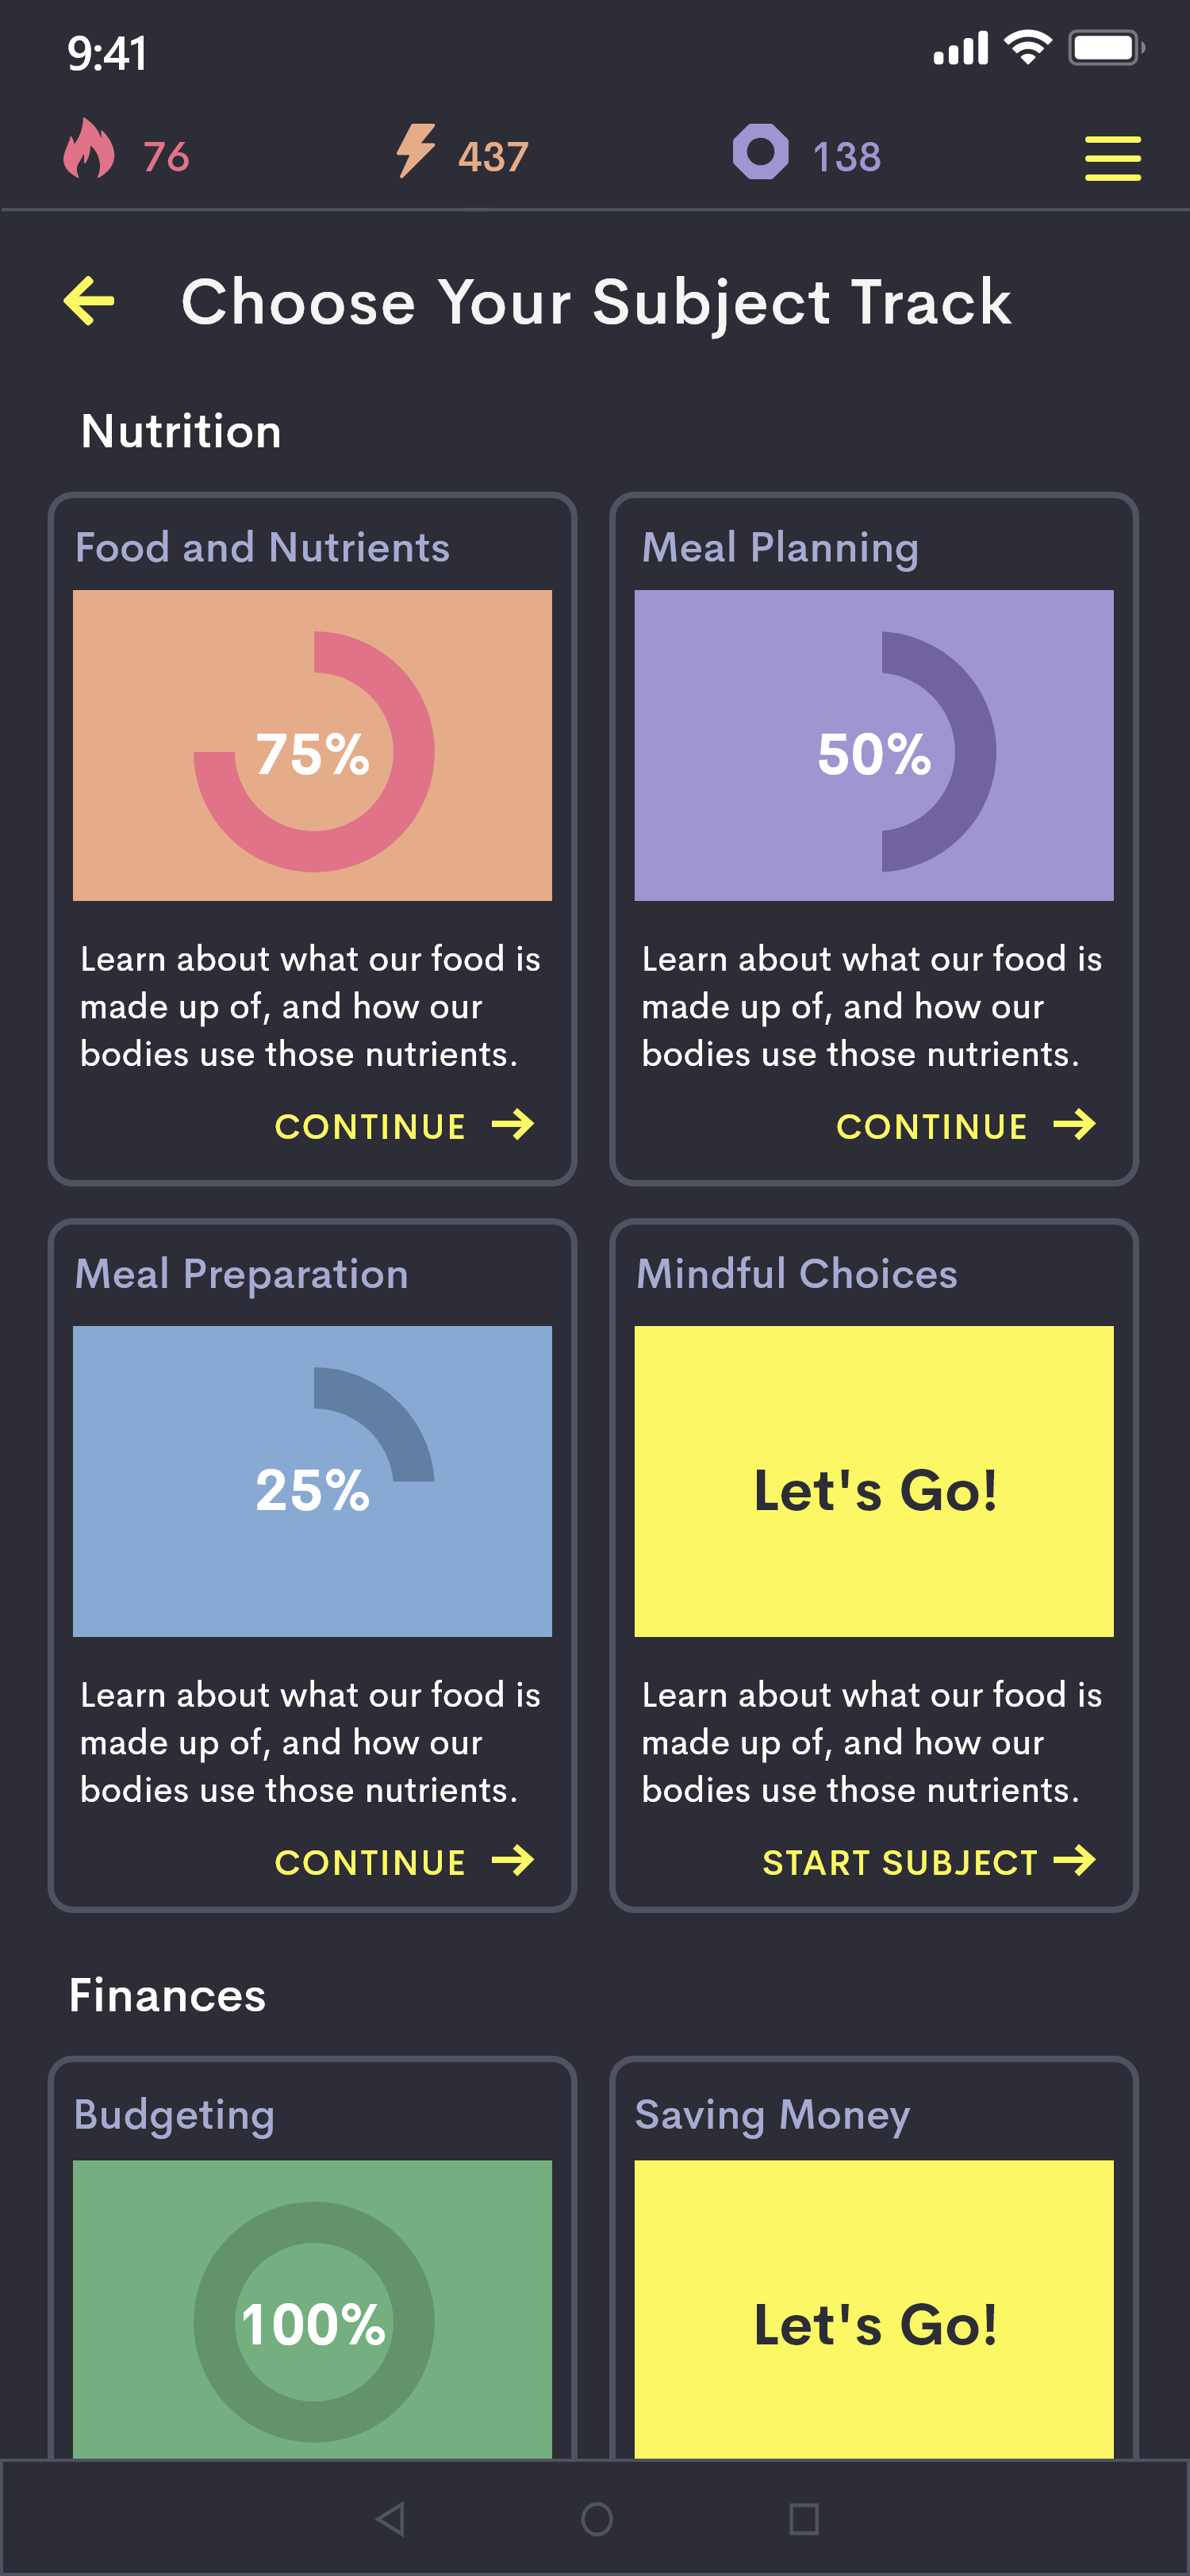 9:41
76 437 138
Choose Your Subject Track
Nutrition
Food and Nutrients
75%
Learn about what our food is
made up of, and how our
bodies use those nutrients.
CONTINUE
Meal Planning
50%
Learn about what our food is
made up of, and how our
bodies use those nutrients.
CONTINUE
Meal Preparation
25%
Learn about what our food is
made up of, and how our
bodies use those nutrients.
CONTINUE
Mindful Choices
Let's Go!
Learn about what our food is
made up of, and how our
bodies use those nutrients.
START SUBJECT
Finances
Budgeting
100%
Saving Money
Let's Go!